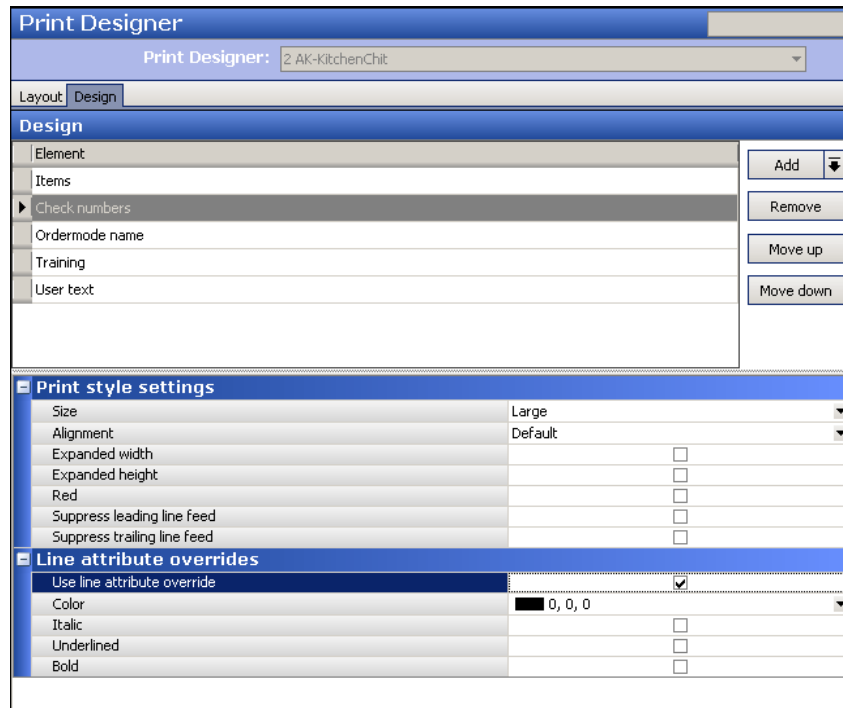 Print Designer
Print Designer: 2 AK-KitchenChit
Layout Design
Design
Element
Add
Items
Check numbers
Remove
Ordermode name
Move up
Training
User text
Move down
Print style settings
Size Large
Alignment Default
Expanded width
Expanded height
Red
Suppress leading line feed
Suppress trailing line feed
Line attribute overrides
Use line attribute override
Color 0, 0, 0
Italic
Underlined
Bold